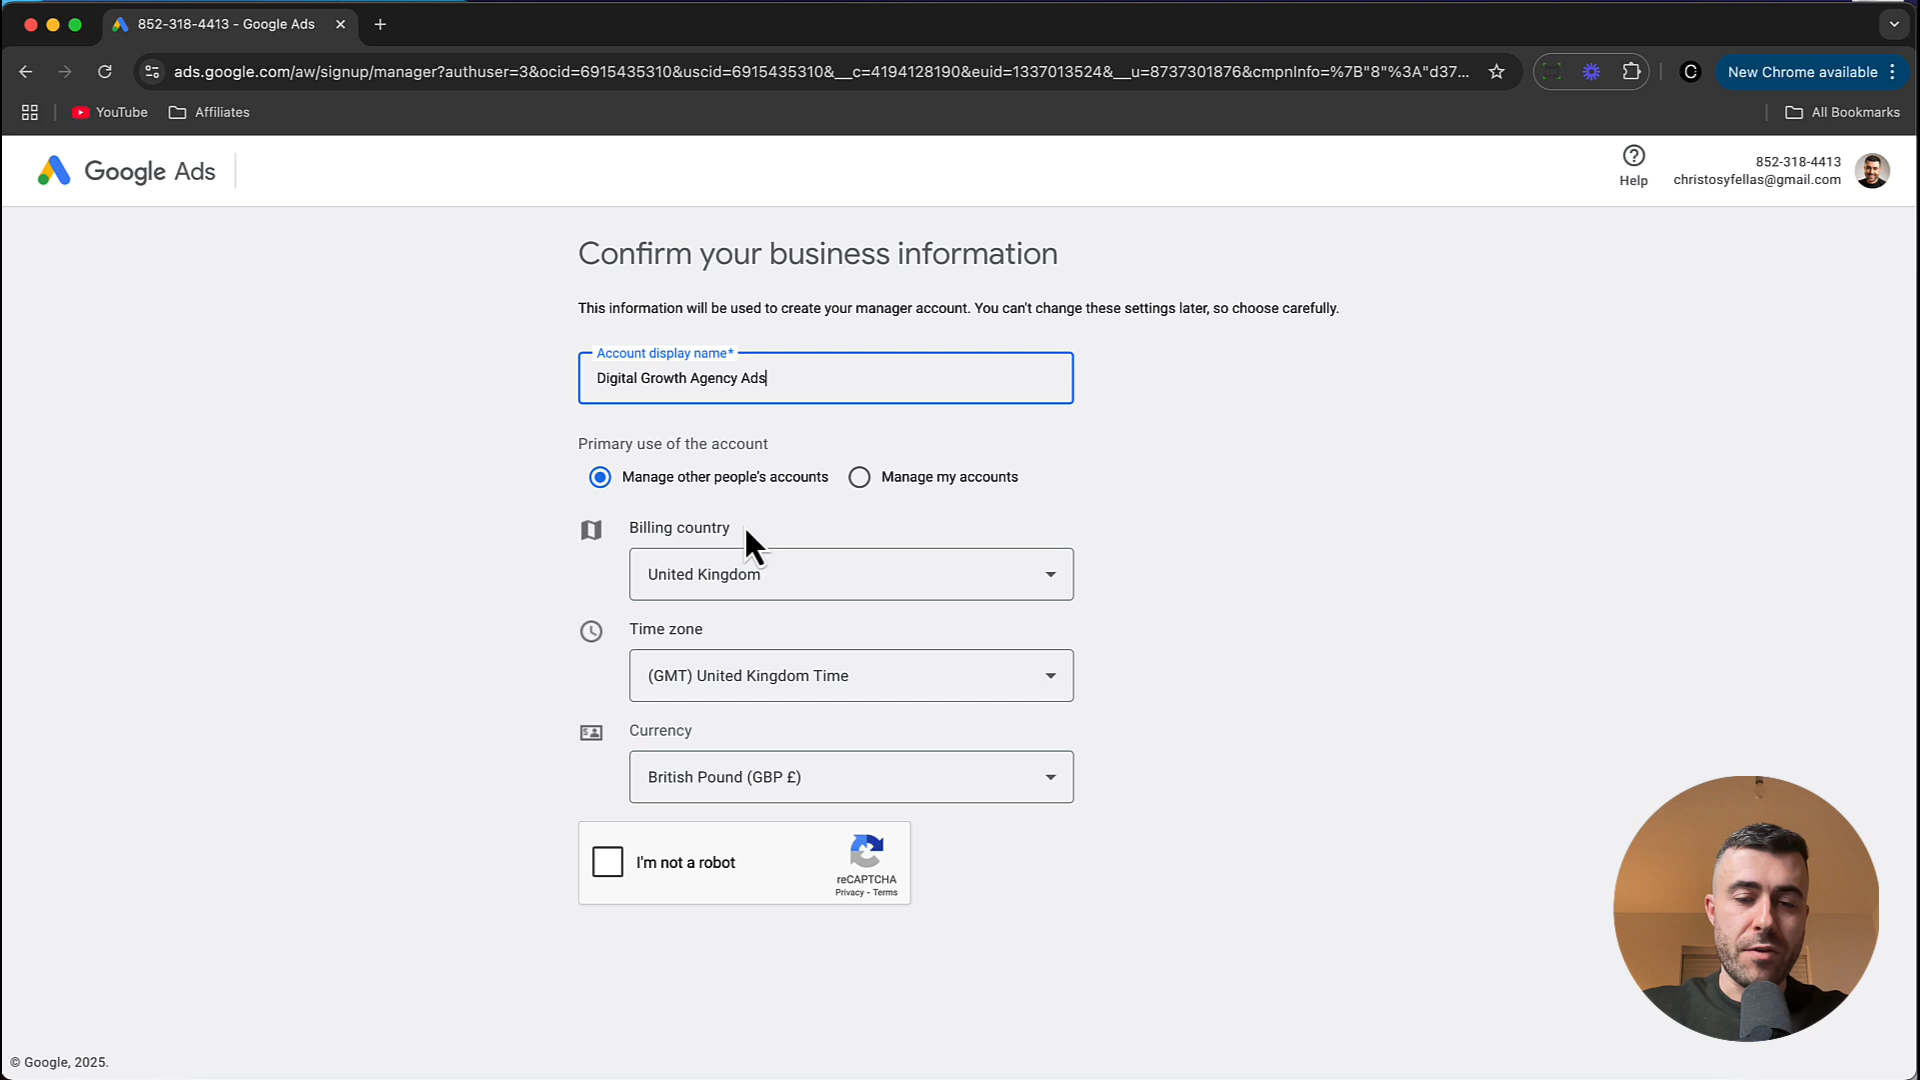 852-318-4413 - Google Ads
ads.google.com/aw/signup/manager?authuser=3&ocid=6915435310&uscid=6915435310&__c=4194128190&euid=1337013524&__u=8737301876&cmpnInfo=%7B"8"%3A"d37...
C
New Chrome available
YouTube
Affiliates
All Bookmarks
Google Ads
Help
852-318-4413
christosyfellas@gmail.com
Confirm your business information
This information will be used to create your manager account. You can't change these settings later, so choose carefully.
Account display name*
Digital Growth Agency Ads
Primary use of the account
Manage other people's accounts
Manage my accounts
Billing country
United Kingdom
Time zone
(GMT) United Kingdom Time
Currency
British Pound (GBP £)
I'm not a robot
reCAPTCHA
Privacy - Terms
© Google, 2025.